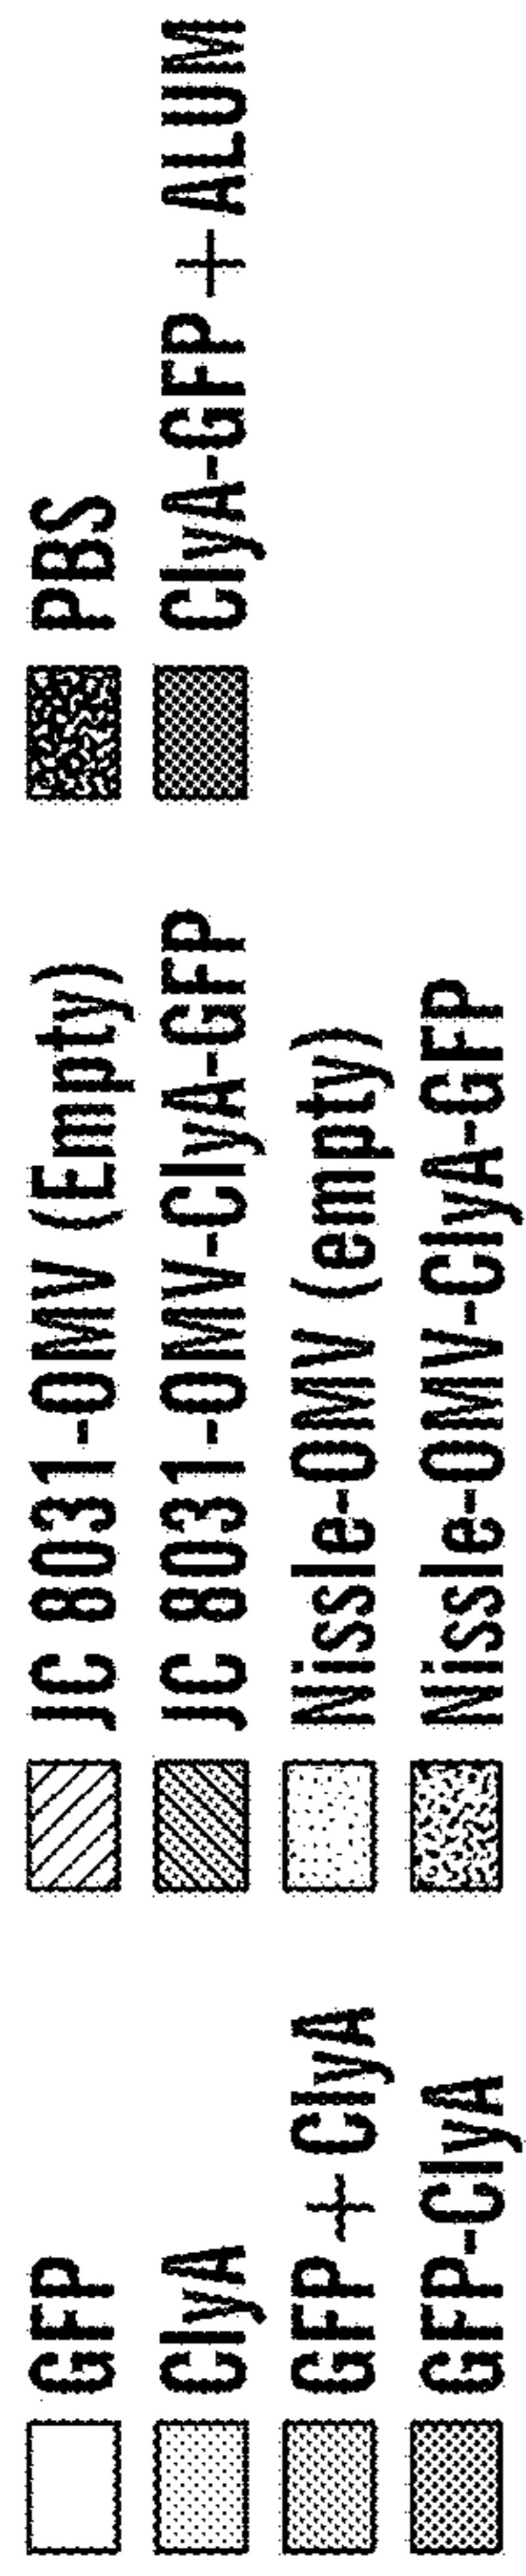 GFP
ClyA
GFP + ClyA
GFP-ClyA
JC 8031-OMV (Empty)
JC 8031-OMV-ClyA-GFP
Nissle-OMV (empty)
Nissle-OMV-ClyA-GFP
PBS
ClyA-GFP + ALUM